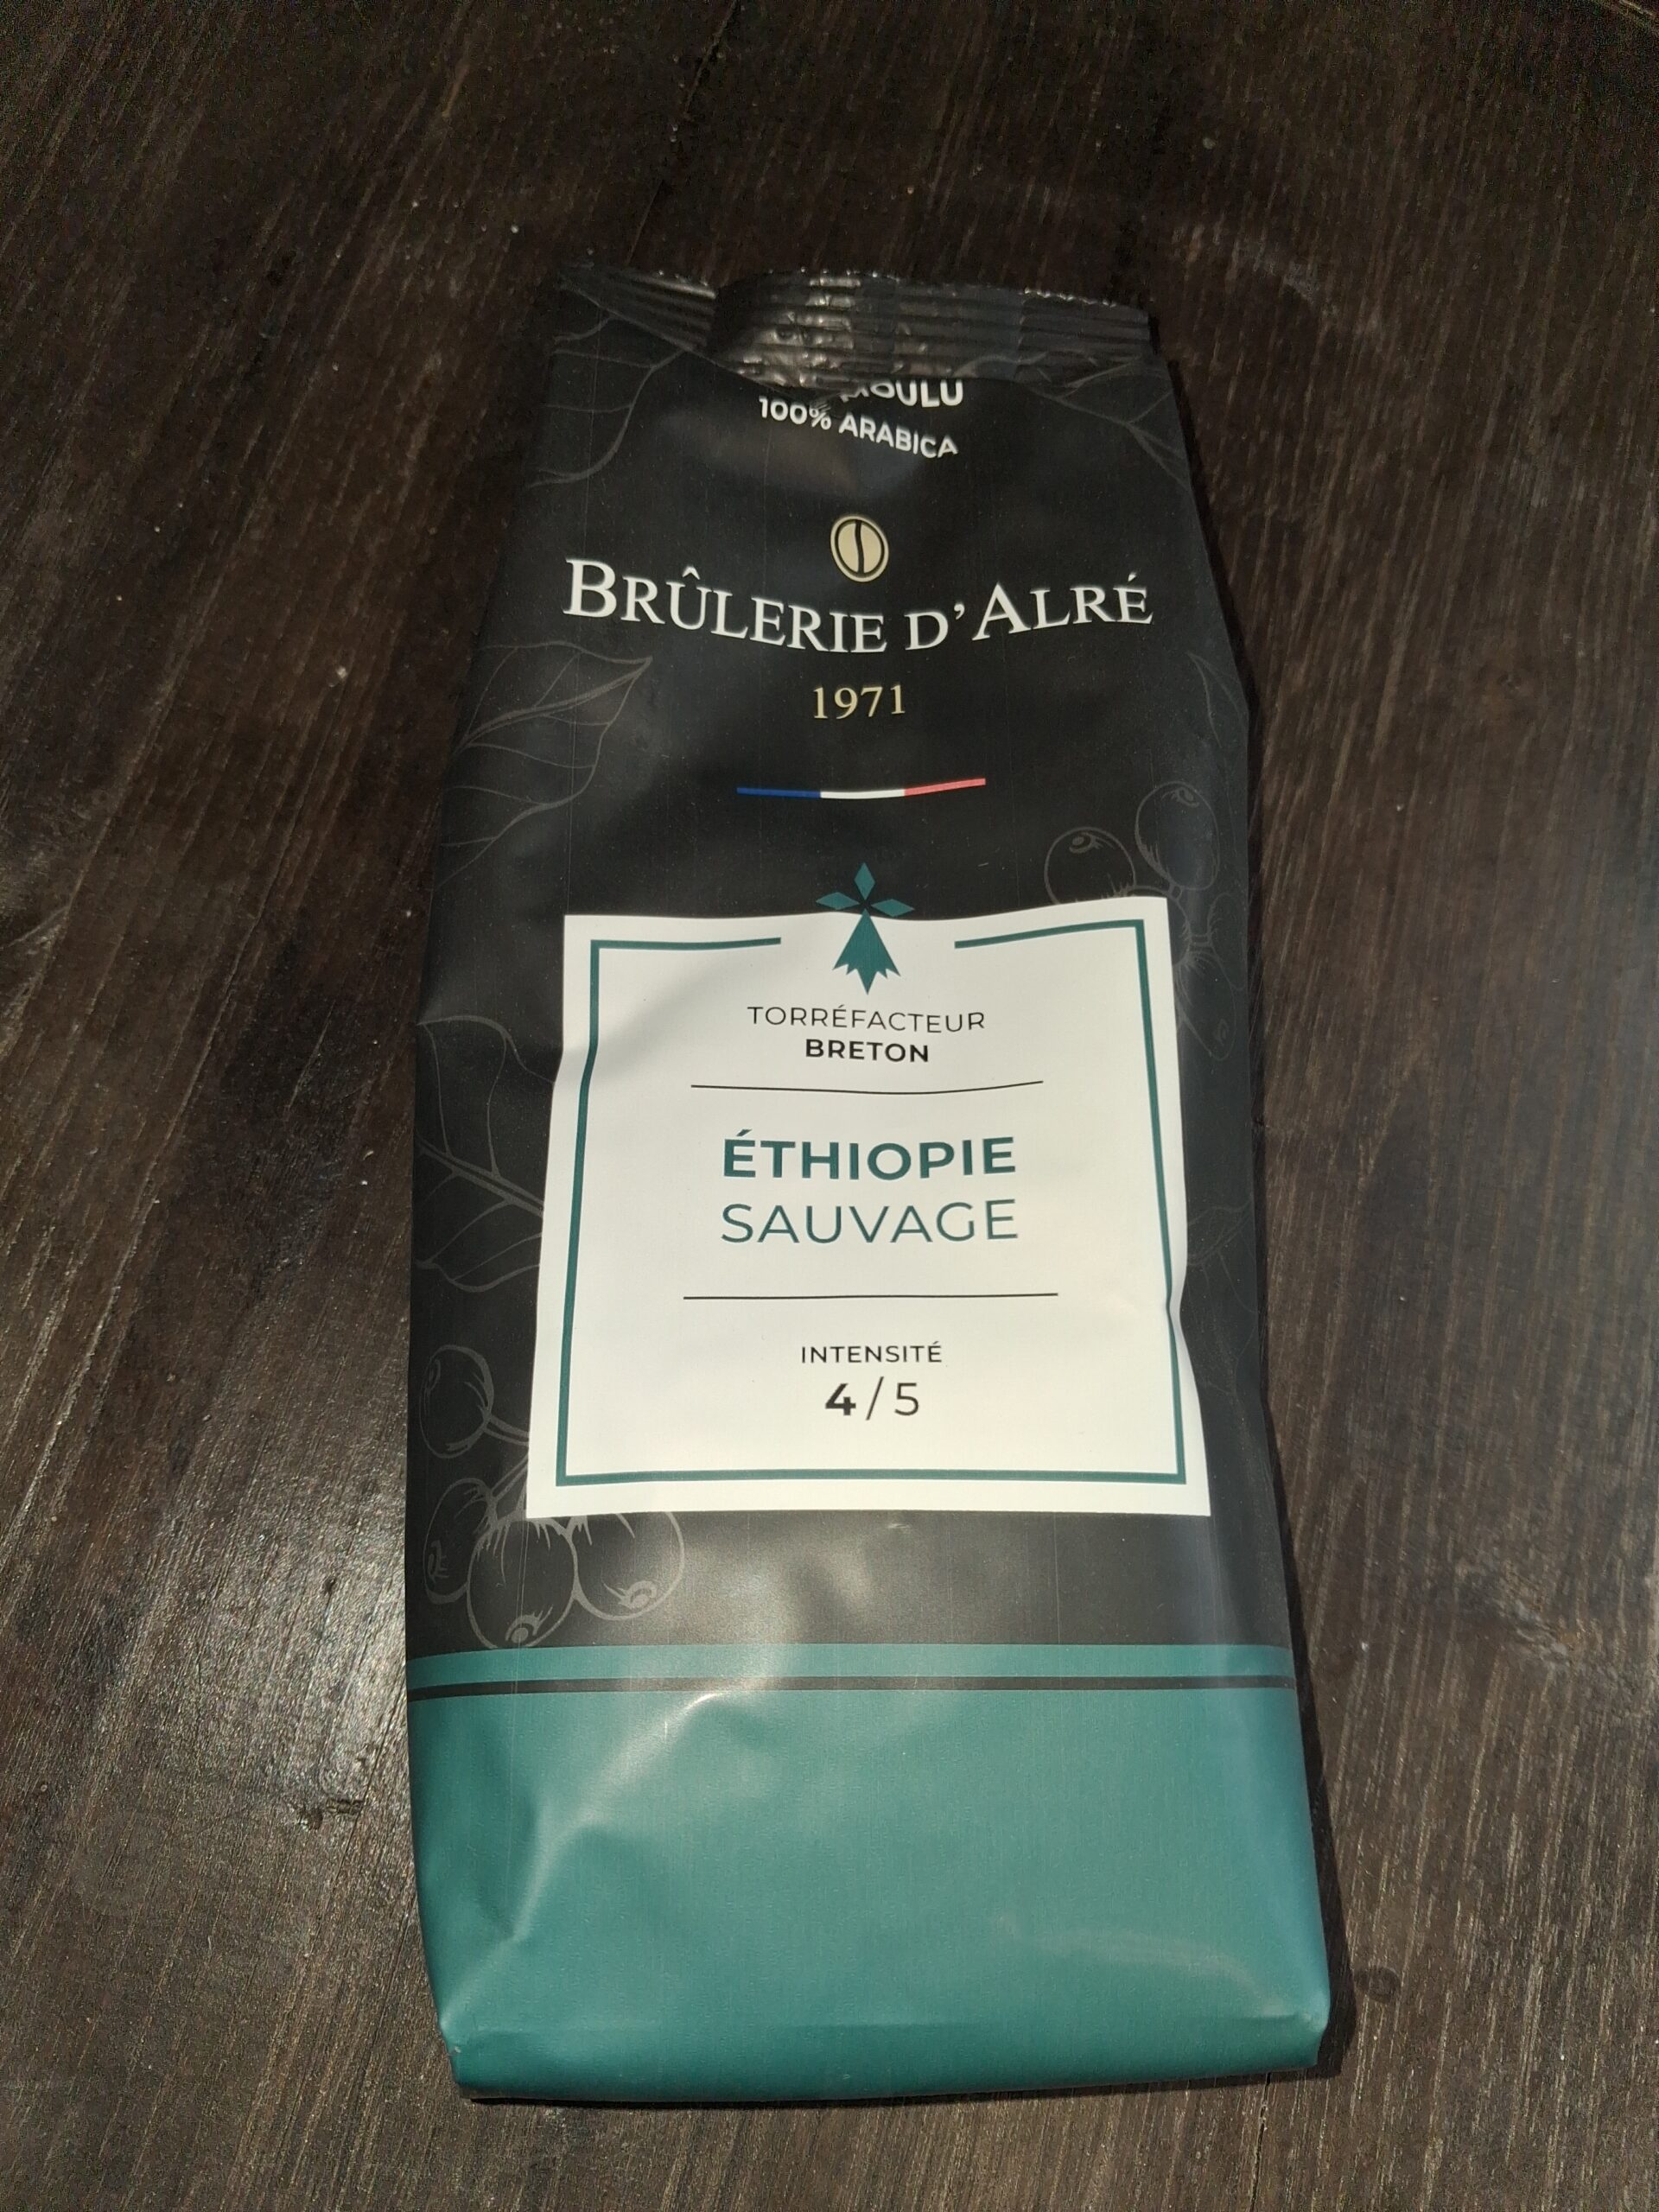 100% ARABICA
BRÛLERIE D'ALRÉ
1971
TORRÉFACTEUR
BRETON
ÉTHIOPIE
SAUVAGE
INTENSITÉ
4/5